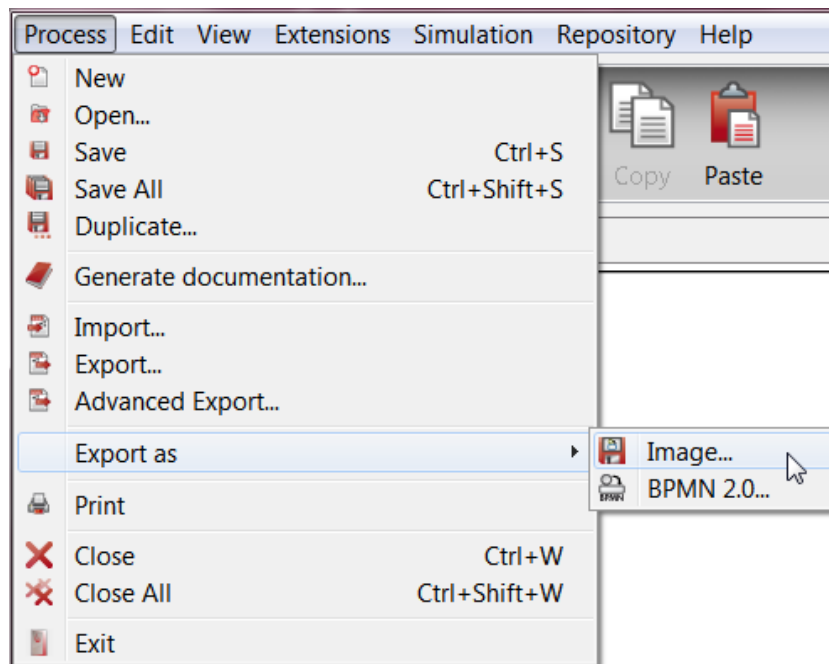 Process Edit View Extensions Simulation Repository Help
New
Open...
Save Ctrl+S
Save All Ctrl+Shift+S
Duplicate...
Copy Paste
Generate documentation...
Import...
Export...
Advanced Export...
Export as
Image...
BPMN 2.0...
BPMN
Print
Close Ctrl+W
Close All Ctrl+Shift+W
Exit